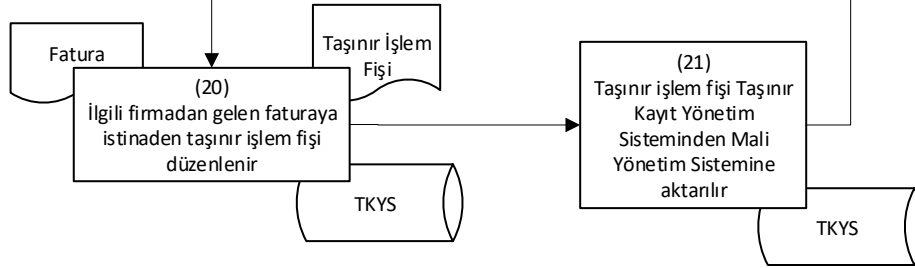 Fatura
Taşınır İşlem
Fişi
(20)
İlgili firmadan gelen faturaya
istinaden taşınır işlem fişi
düzenlenir
TKYS
(21)
Taşınır işlem fişi Taşınır
Kayıt Yönetim
Sisteminden Mali
Yönetim Sistemine
aktarılır
TKYS